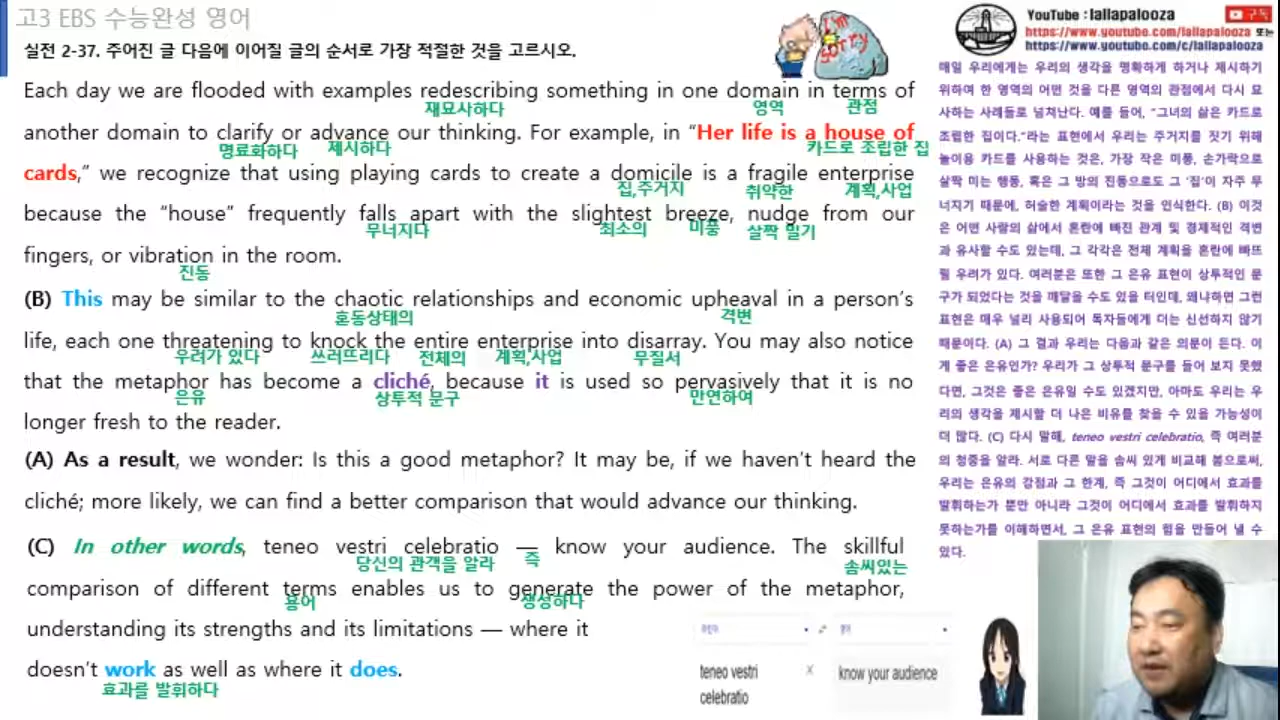 고3 EBS 수능완성 영어
실전 2-37. 주어진 글 다음에 이어질 글의 순서로 가장 적절한 것을 고르시오.
I'm sorry
YouTube : lallapalooza
구독
https://www.youtube.com/lallapalooza 또는
https://www.youtube.com/c/lallapalooza
Each day we are flooded with examples redescribing something in one domain in terms of
재묘사하다 영역 관점
another domain to clarify or advance our thinking. For example, in “Her life is a house of
명료화하다 제시하다 카드로 조립한 집
cards,” we recognize that using playing cards to create a domicile is a fragile enterprise
집,주거지 취약한 계획,사업
because the “house” frequently falls apart with the slightest breeze, nudge from our
무너지다 최소의 미풍 살짝 밀기
fingers, or vibration in the room.
진동
(B) This may be similar to the chaotic relationships and economic upheaval in a person’s
혼동상태의 격변
life, each one threatening to knock the entire enterprise into disarray. You may also notice
우려가 있다 쓰러뜨리다 전체의 계획,사업 무질서
that the metaphor has become a cliché, because it is used so pervasively that it is no
은유 상투적 문구 만연하여
longer fresh to the reader.
(A) As a result, we wonder: Is this a good metaphor? It may be, if we haven’t heard the
cliché; more likely, we can find a better comparison that would advance our thinking.
(C) In other words, teneo vestri celebratio — know your audience. The skillful
당신의 관객을 알라 즉 솜씨있는
comparison of different terms enables us to generate the power of the metaphor,
용어 생성하다
understanding its strengths and its limitations — where it
doesn’t work as well as where it does.
효과를 발휘하다
매일 우리에게는 우리의 생각을 명확하게 하거나 제시하기
위하여 한 영역의 어떤 것을 다른 영역의 관점에서 다시 묘
사하는 사례들로 넘쳐난다. 예를 들어, “그녀의 삶은 카드로
조립한 집이다.”라는 표현에서 우리는 주거지를 짓기 위해
놀이용 카드를 사용하는 것은, 가장 작은 미풍, 손가락으로
살짝 미는 행동, 혹은 그 방의 진동으로도 그 ‘집’이 자주 무
너지기 때문에, 허술한 계획이라는 것을 인식한다. (B) 이것
은 어떤 사람의 삶에서 혼란에 빠진 관계 및 경제적인 격변
과 유사할 수도 있는데, 그 각각은 전체 계획을 혼란에 빠뜨
릴 우려가 있다. 여러분은 또한 그 은유 표현이 상투적인 문
구가 되었다는 것을 깨달을 수도 있을 터인데, 왜냐하면 그런
표현은 매우 널리 사용되어 독자들에게 더는 신선하지 않기
때문이다. (A) 그 결과 우리는 다음과 같은 의문이 든다. 이
게 좋은 은유인가? 우리가 그 상투적 문구를 들어 보지 못했
다면, 그것은 좋은 은유일 수도 있겠지만, 아마도 우리는 우
리의 생각을 제시할 더 나은 비유를 찾을 수 있을 가능성이
더 많다. (C) 다시 말해, teneo vestri celebratio, 즉 여러분
의 청중을 알라. 서로 다른 말을 솜씨 있게 비교해 봄으로써,
우리는 은유의 강점과 그 한계, 즉 그것이 어디에서 효과를
발휘하는가 뿐만 아니라 그것이 어디에서 효과를 발휘하지
못하는가를 이해하면서, 그 은유 표현의 힘을 만들어 낼 수
있다.
라틴어 영어
teneo vestri × know your audience
celebratio